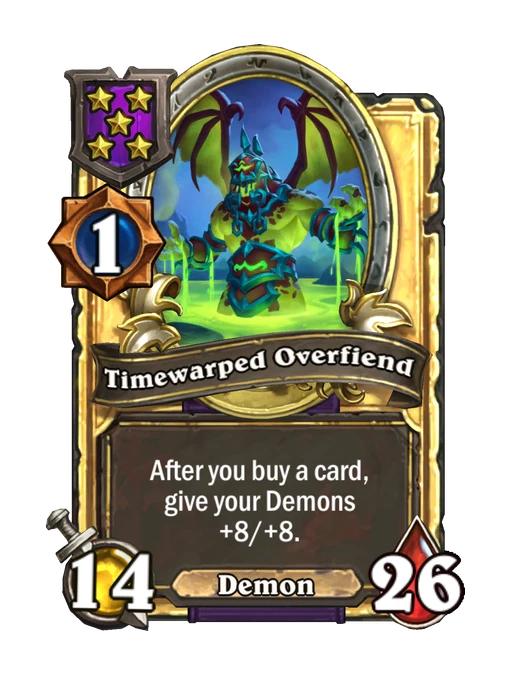 1
Timewarped Overfiend
After you buy a card,
give your Demons
+8/+8.
14
Demon
26